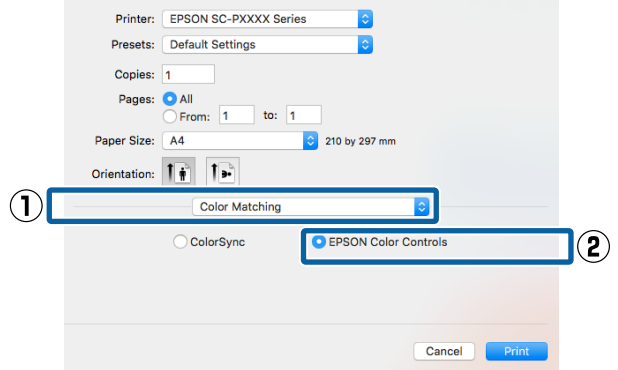 Printer: EPSON SC-PXXXX Series
Presets: Default Settings
Copies: 1
Pages: All
From: 1 to: 1
Paper Size: A4 210 by 297 mm
Orientation:
① Color Matching
ColorSync EPSON Color Controls ②
Cancel Print